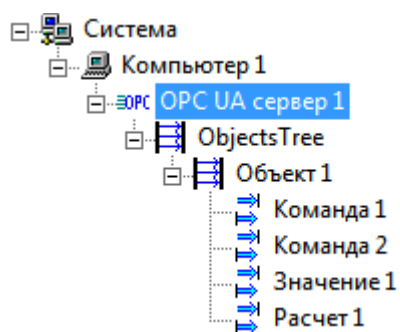 Система
Компьютер 1
OPC OPC UA сервер 1
ObjectsTree
Объект 1
Команда 1
Команда 2
Значение 1
Расчет 1